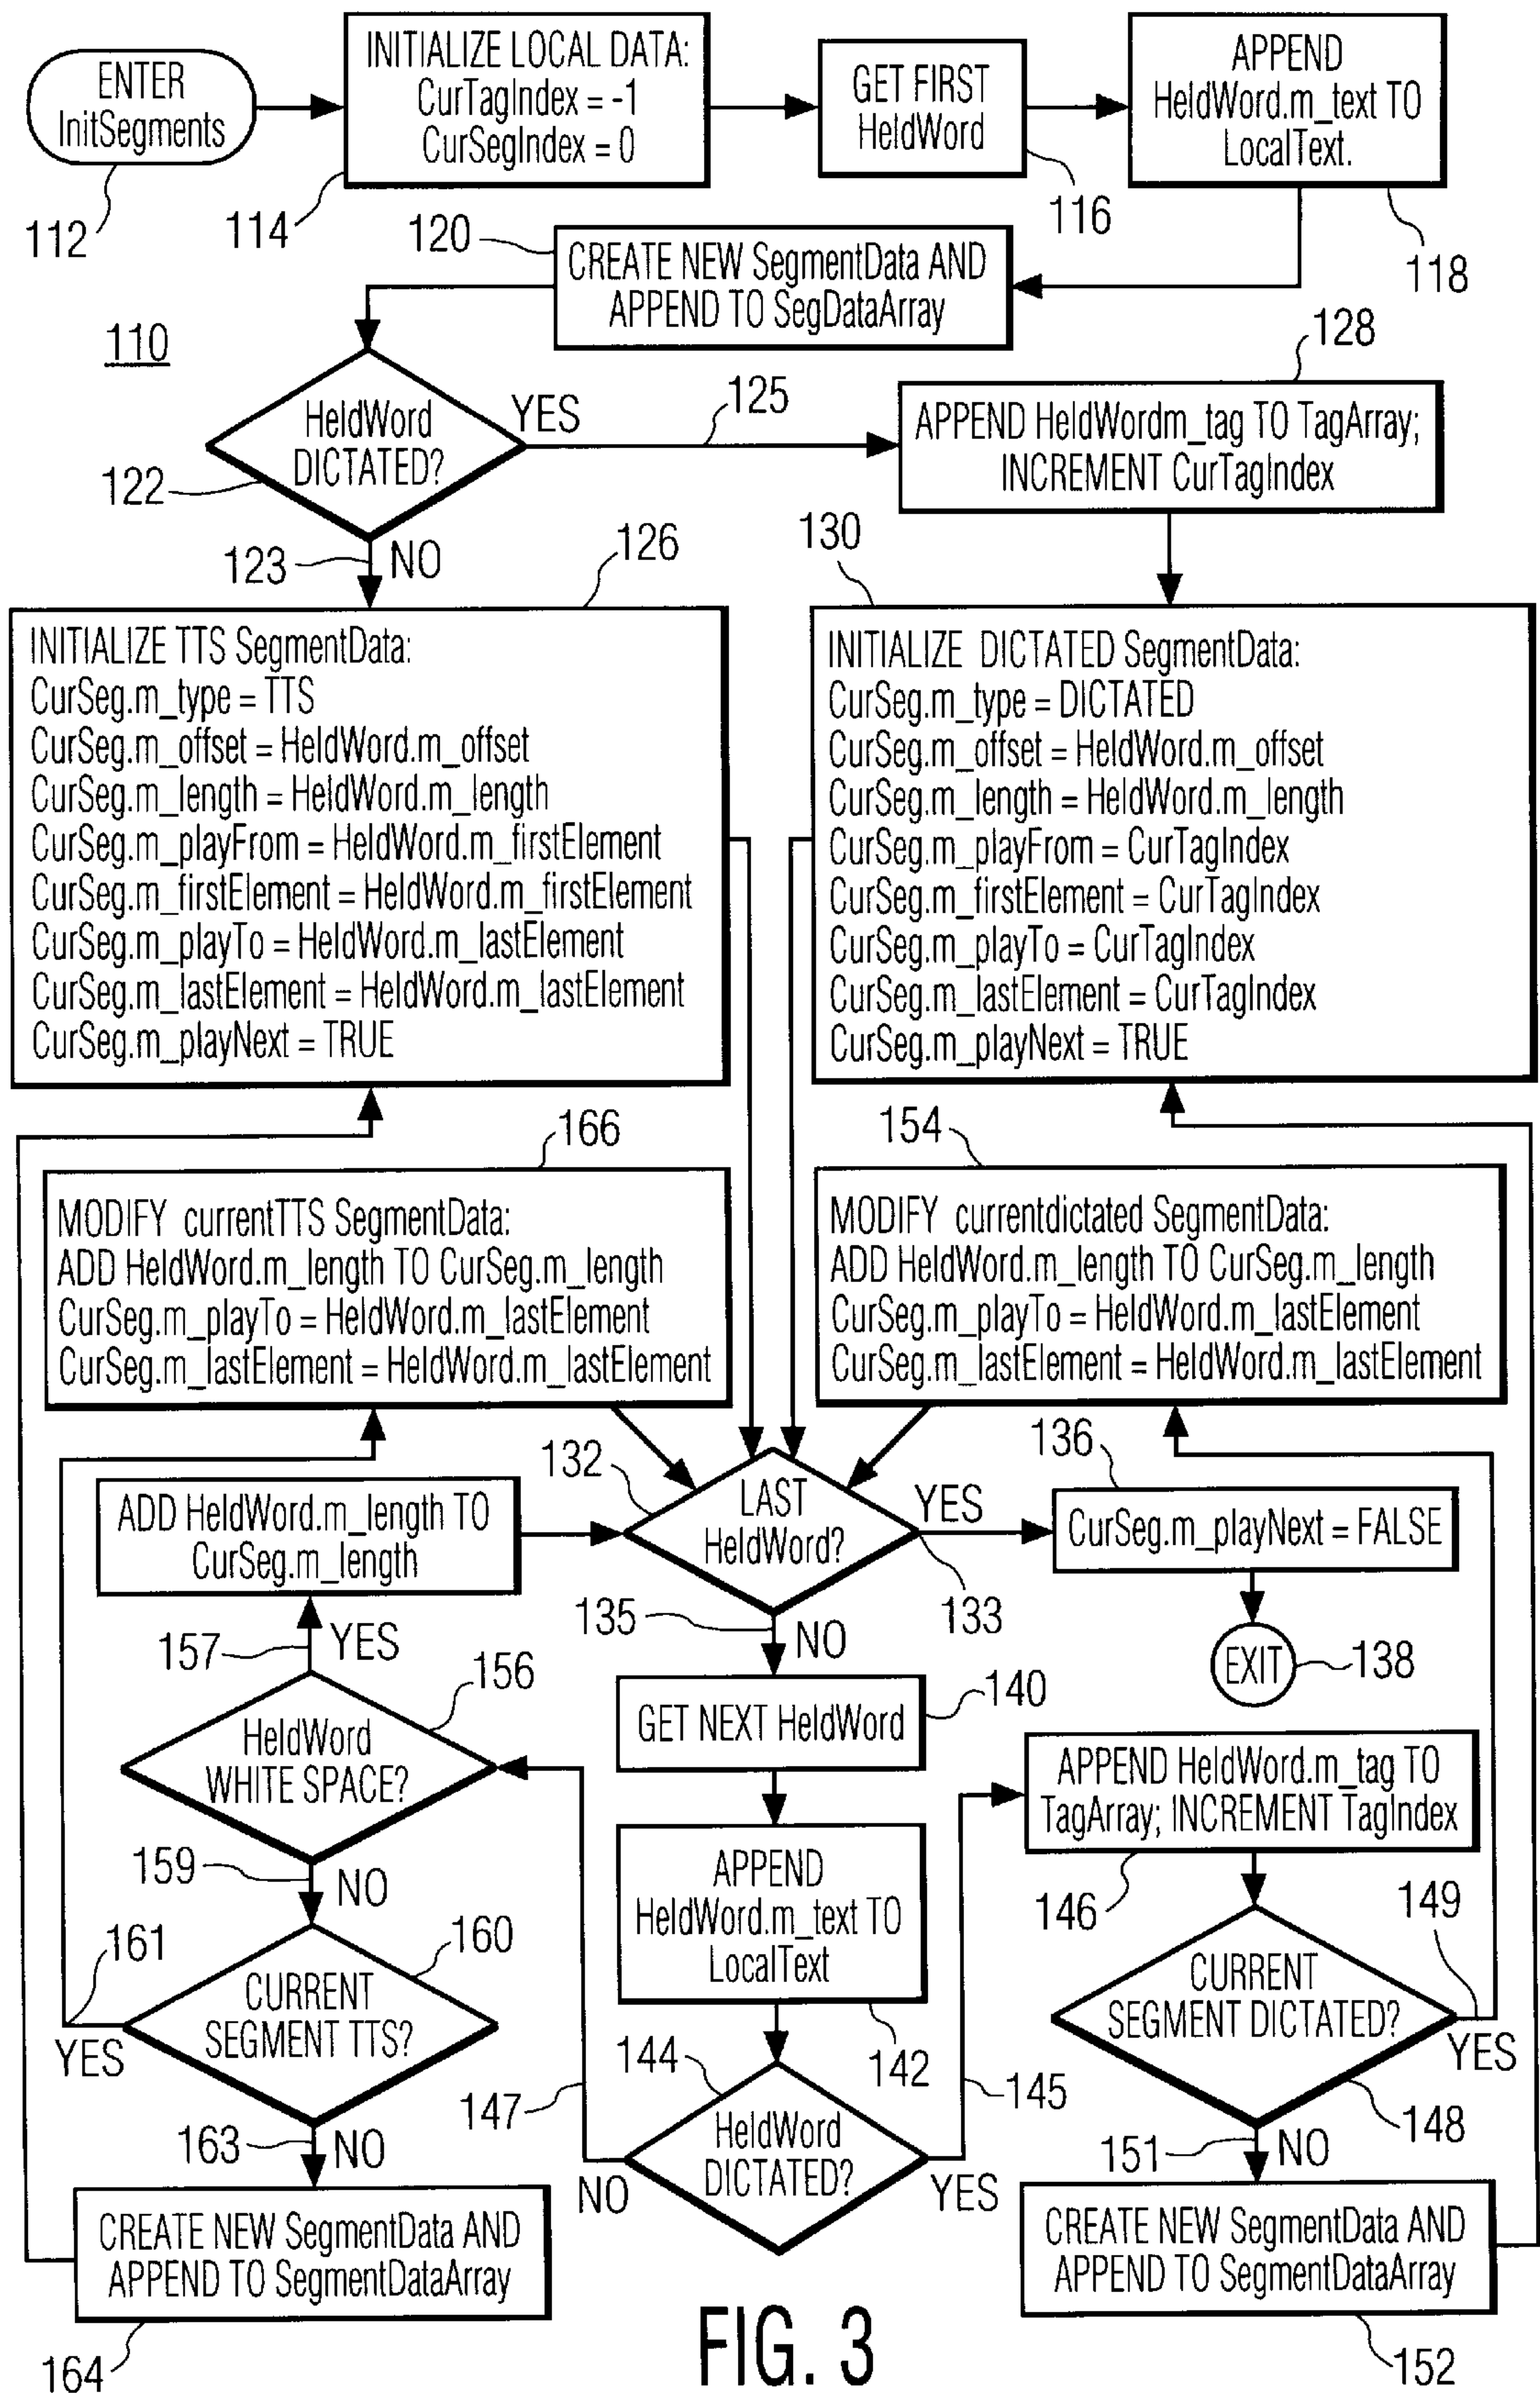 ENTER
InitSegments
112
INITIALIZE LOCAL DATA:
CurTagIndex = -1
CurSegIndex = 0
114
GET FIRST
HeldWord
116
APPEND
HeldWord.m_text TO
LocalText.
118
120
CREATE NEW SegmentData AND
APPEND TO SegDataArray
110
HeldWord
DICTATED?
122
YES
125
128
APPEND HeldWordm_tag TO TagArray;
INCREMENT CurTagIndex
123
NO
126
INITIALIZE TTS SegmentData:
CurSeg.m_type = TTS
CurSeg.m_offset = HeldWord.m_offset
CurSeg.m_length = HeldWord.m_length
CurSeg.m_playFrom = HeldWord.m_firstElement
CurSeg.m_firstElement = HeldWord.m_firstElement
CurSeg.m_playTo = HeldWord.m_lastElement
CurSeg.m_lastElement = HeldWord.m_lastElement
CurSeg.m_playNext = TRUE
130
INITIALIZE DICTATED SegmentData:
CurSeg.m_type = DICTATED
CurSeg.m_offset = HeldWord.m_offset
CurSeg.m_length = HeldWord.m_length
CurSeg.m_playFrom = CurTagIndex
CurSeg.m_firstElement = CurTagIndex
CurSeg.m_playTo = CurTagIndex
CurSeg.m_lastElement = CurTagIndex
CurSeg.m_playNext = TRUE
166
MODIFY currentTTS SegmentData:
ADD HeldWord.m_length TO CurSeg.m_length
CurSeg.m_playTo = HeldWord.m_lastElement
CurSeg.m_lastElement = HeldWord.m_lastElement
154
MODIFY currentdictated SegmentData:
ADD HeldWord.m_length TO CurSeg.m_length
CurSeg.m_playTo = HeldWord.m_lastElement
CurSeg.m_lastElement = HeldWord.m_lastElement
ADD HeldWord.m_length TO
CurSeg.m_length
132
LAST
HeldWord?
YES
133
136
CurSeg.m_playNext = FALSE
EXIT
138
135
NO
157
YES
156
HeldWord
WHITE SPACE?
GET NEXT HeldWord
140
APPEND HeldWord.m_tag TO
TagArray; INCREMENT TagIndex
146
159
NO
APPEND
HeldWord.m_text TO
LocalText
142
161
160
CURRENT
SEGMENT TTS?
YES
149
CURRENT
SEGMENT DICTATED?
YES
148
144
147
145
HeldWord
DICTATED?
NO
YES
163
NO
151
NO
CREATE NEW SegmentData AND
APPEND TO SegmentDataArray
164
CREATE NEW SegmentData AND
APPEND TO SegmentDataArray
152
FIG. 3